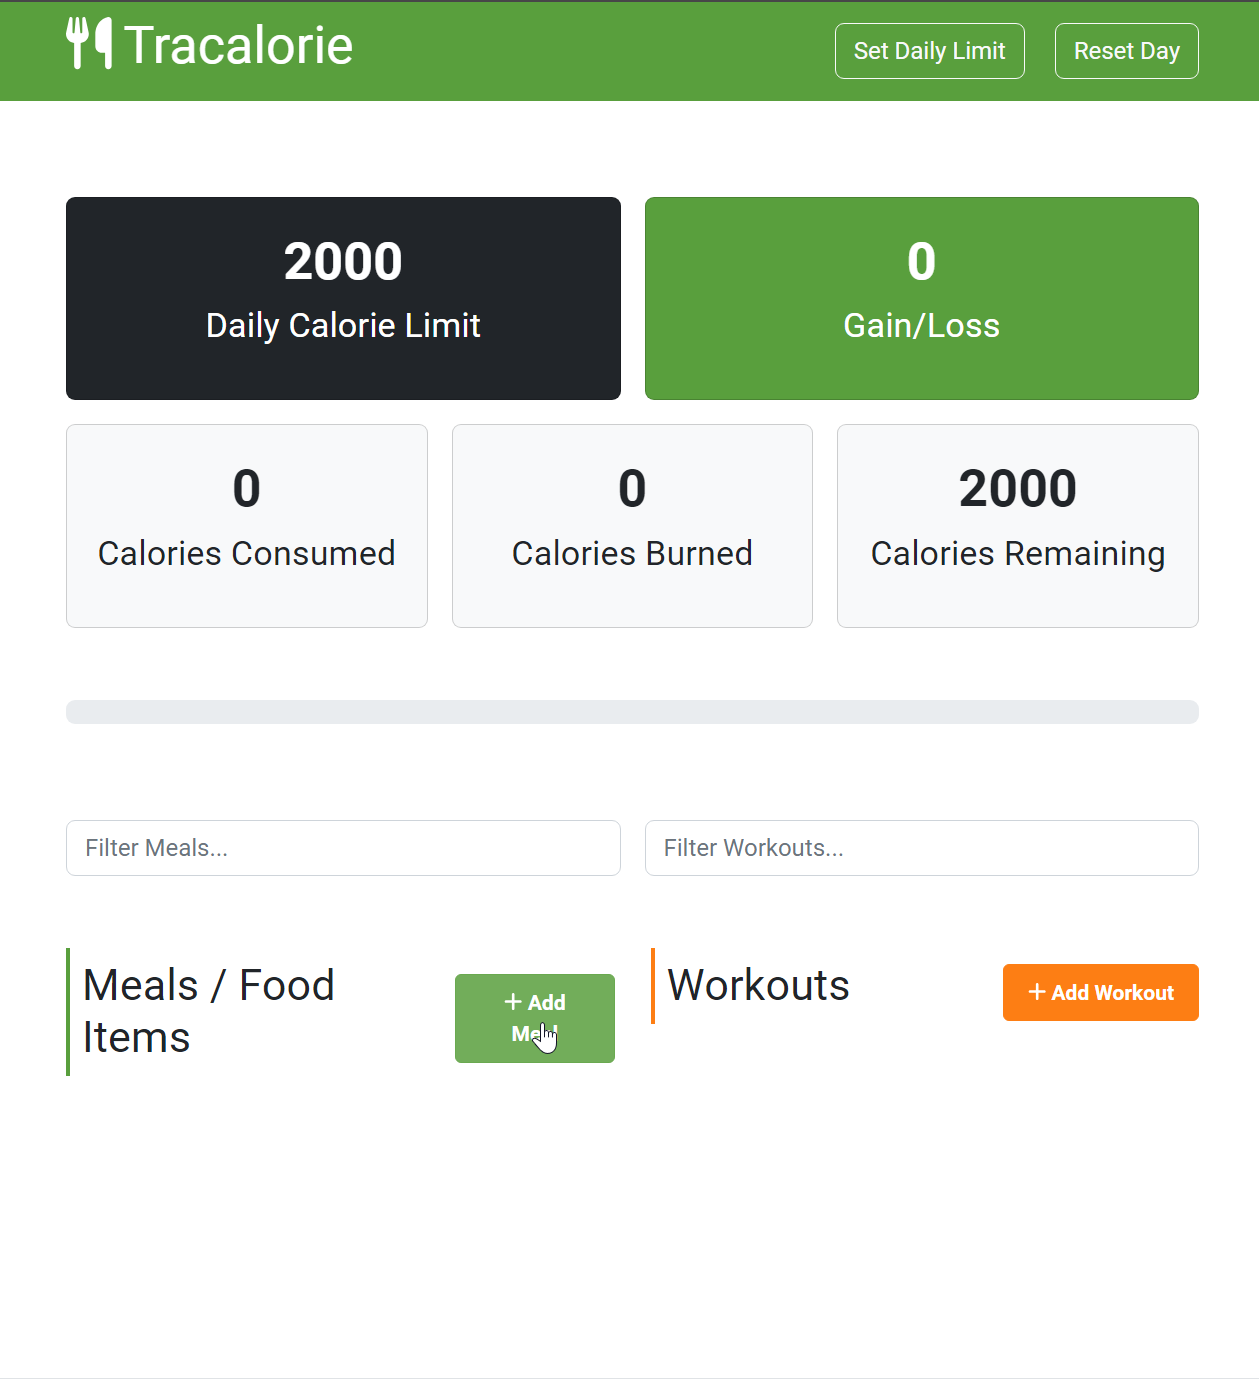 Tracalorie
Set Daily Limit
Reset Day
2000
Daily Calorie Limit
0
Gain/Loss
0
Calories Consumed
0
Calories Burned
2000
Calories Remaining
Filter Meals...
Filter Workouts...
Meals / Food
Items
+ Add
Meal
Workouts
+ Add Workout